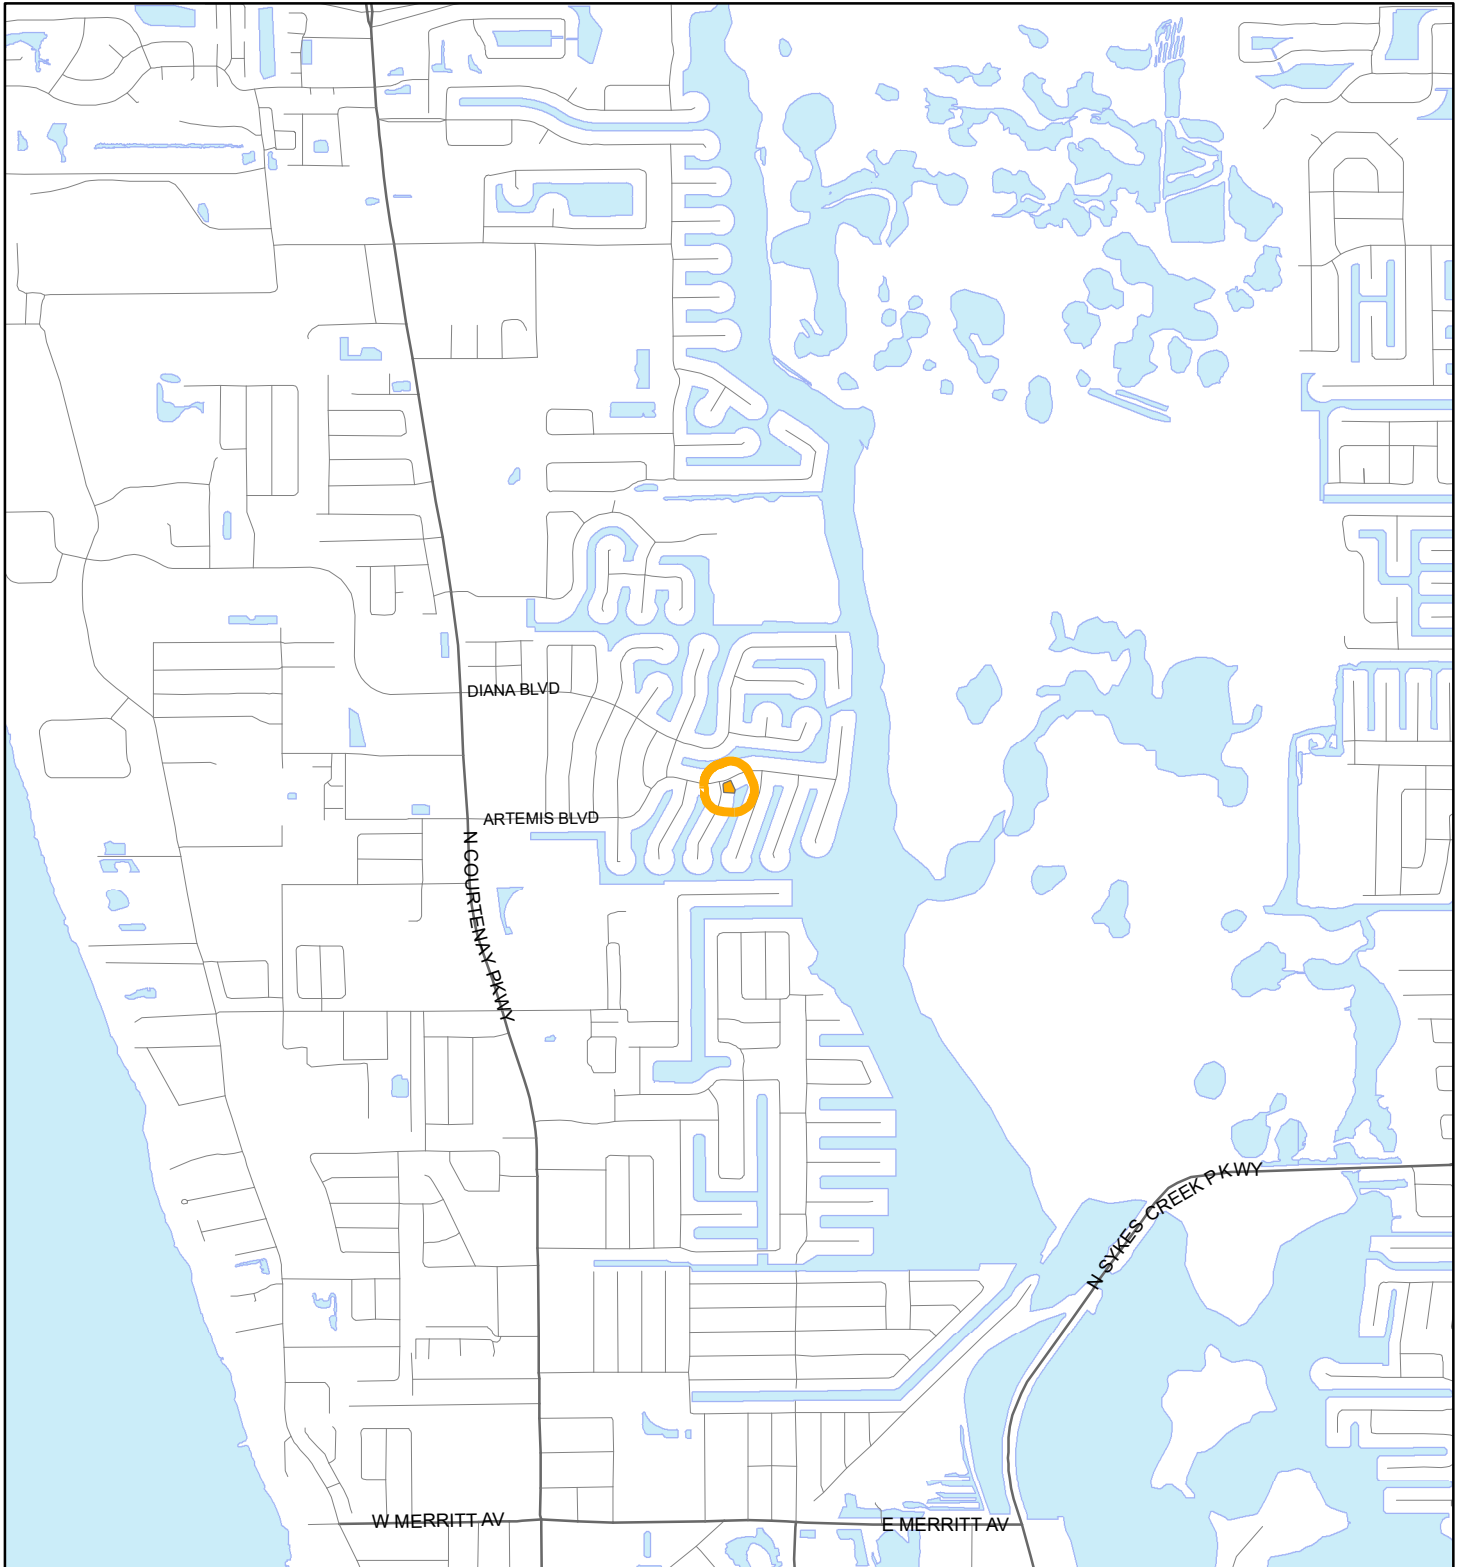 DIANA BLVD
ARTEMIS BLVD
N COURTENAY PKWY
N SYKES CREEK PKWY
W MERRITT AV
E MERRITT AV